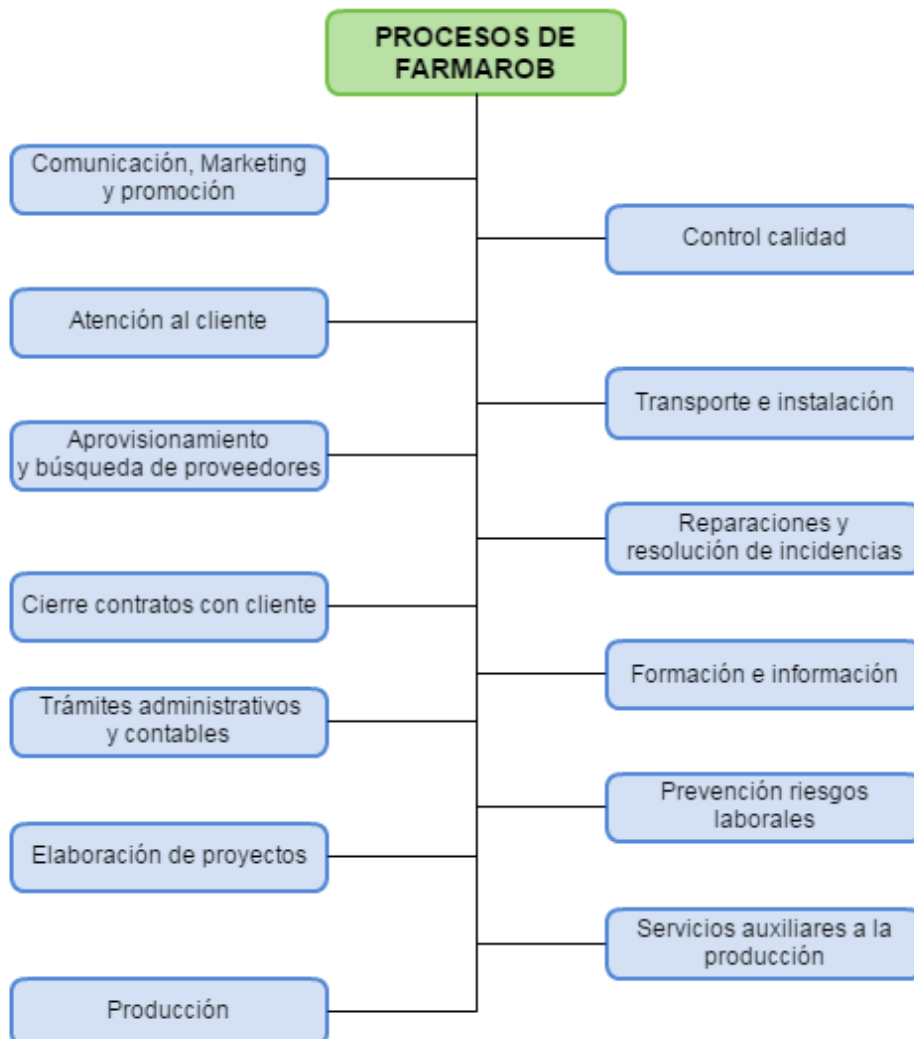 PROCESOS DE
FARMAROB
Comunicación, Marketing
y promoción
Atención al cliente
Aprovisionamiento
y búsqueda de proveedores
Cierre contratos con cliente
Trámites administrativos
y contables
Elaboración de proyectos
Producción
Control calidad
Transporte e instalación
Reparaciones y
resolución de incidencias
Formación e información
Prevención riesgos
laborales
Servicios auxiliares a la
producción